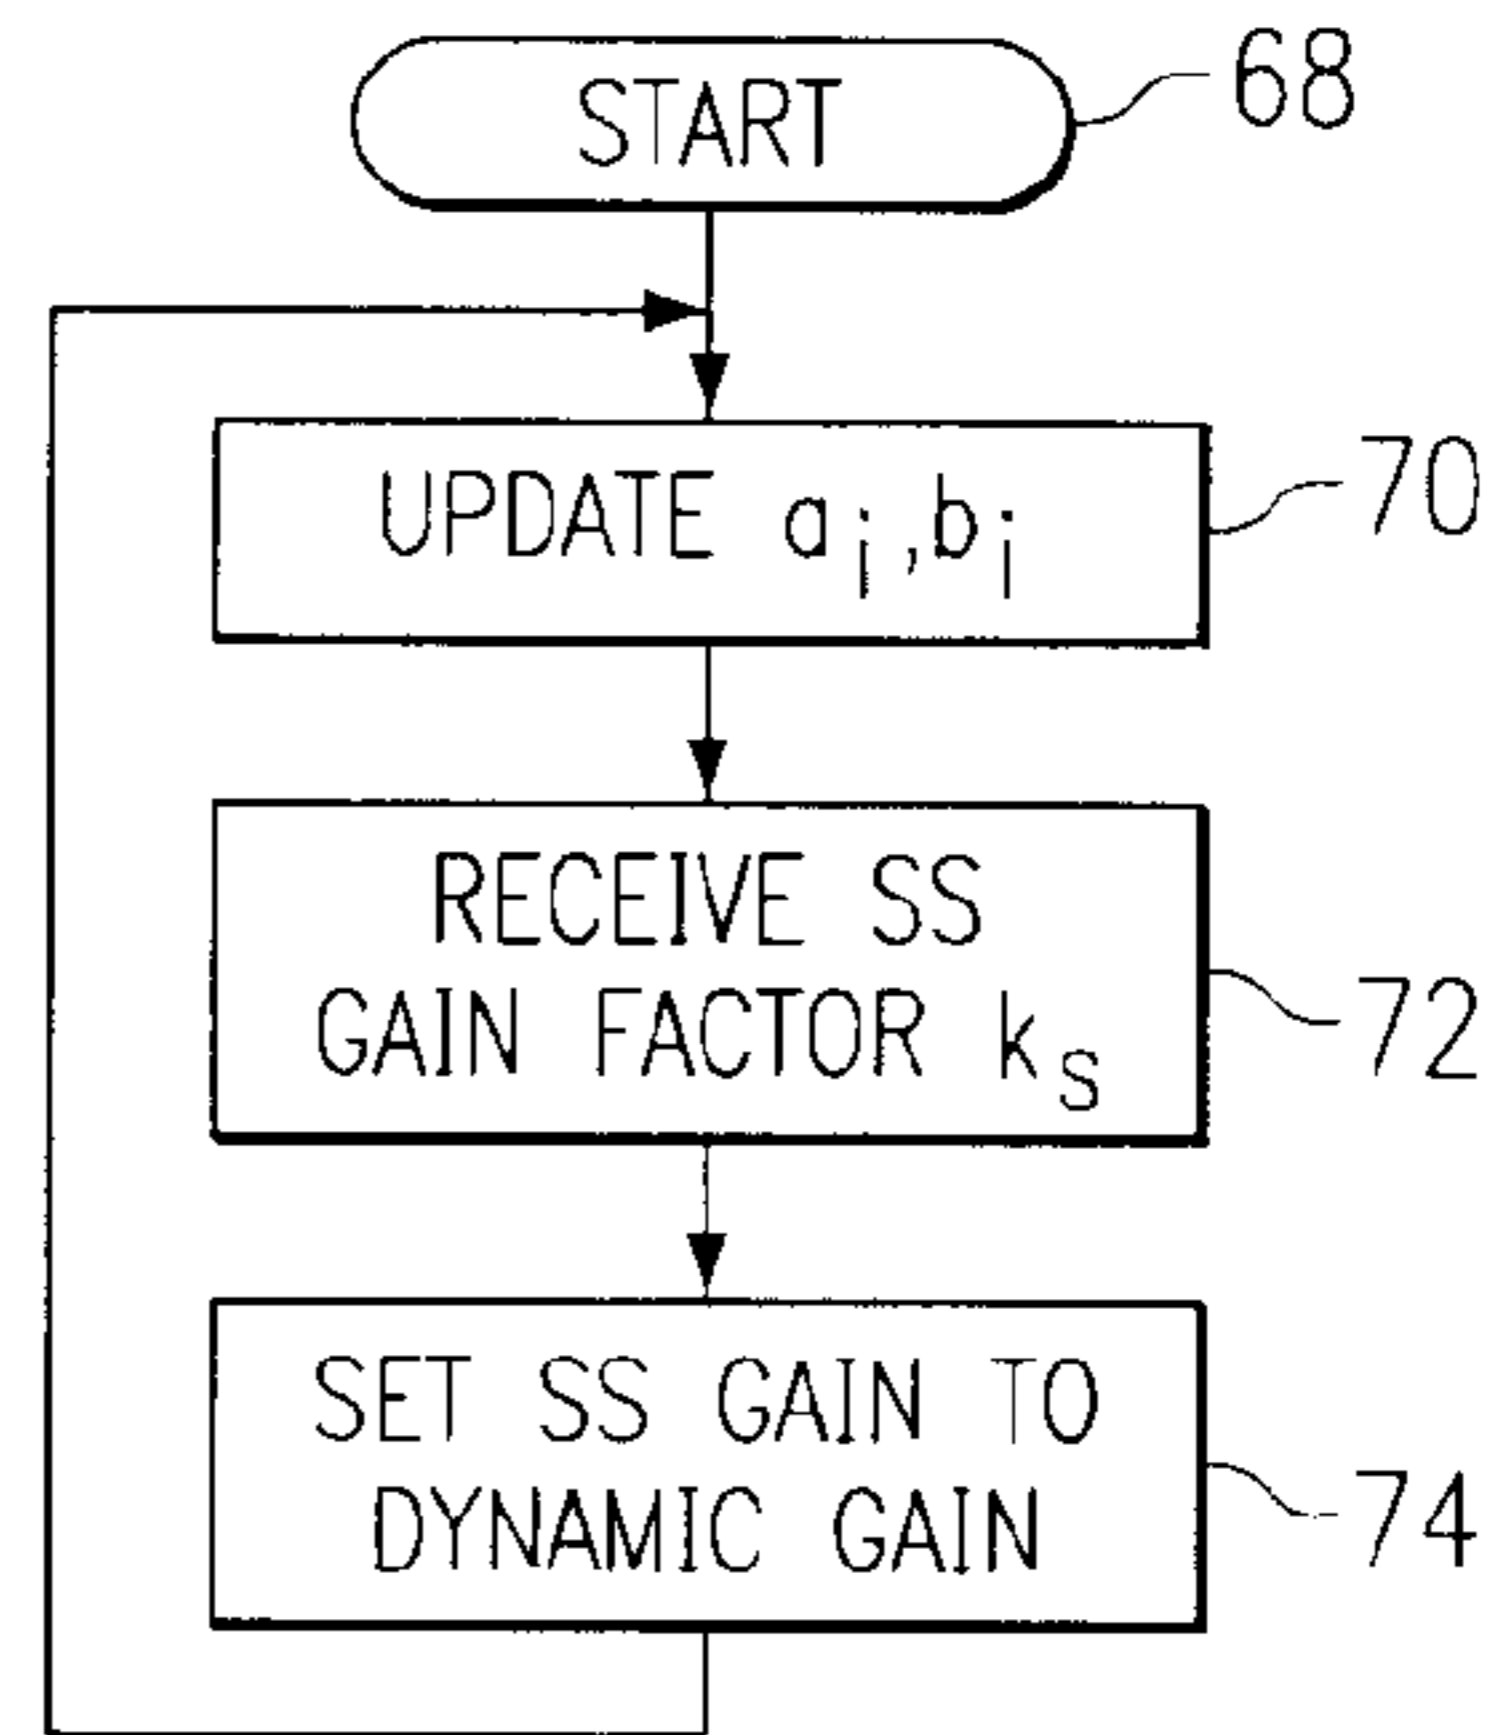 START
68
UPDATE a_i, b_i
70
RECEIVE SS
GAIN FACTOR k_s
72
SET SS GAIN TO
DYNAMIC GAIN
74